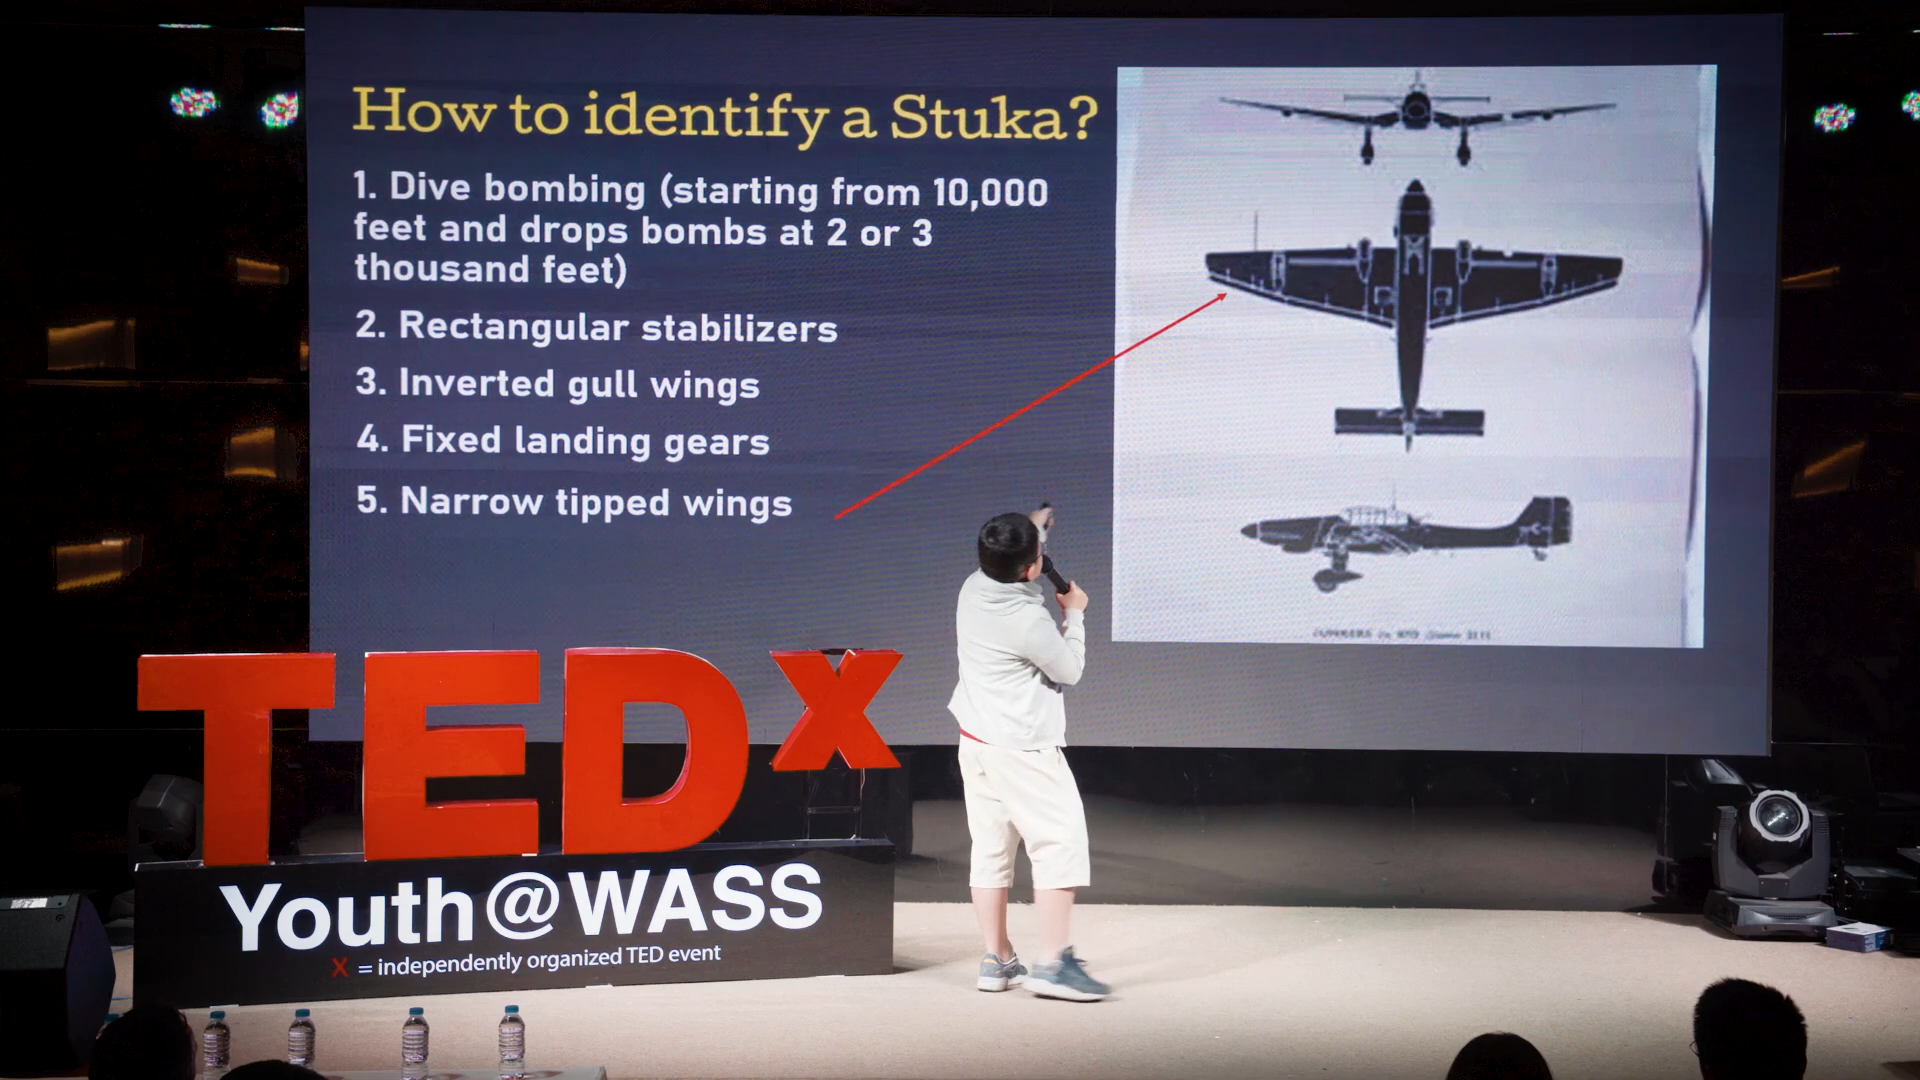 How to identify a Stuka?
1. Dive bombing (starting from 10,000
feet and drops bombs at 2 or 3
thousand feet)
2. Rectangular stabilizers
3. Inverted gull wings
4. Fixed landing gears
5. Narrow tipped wings
TEDx
Youth@WASS
X = independently organized TED event